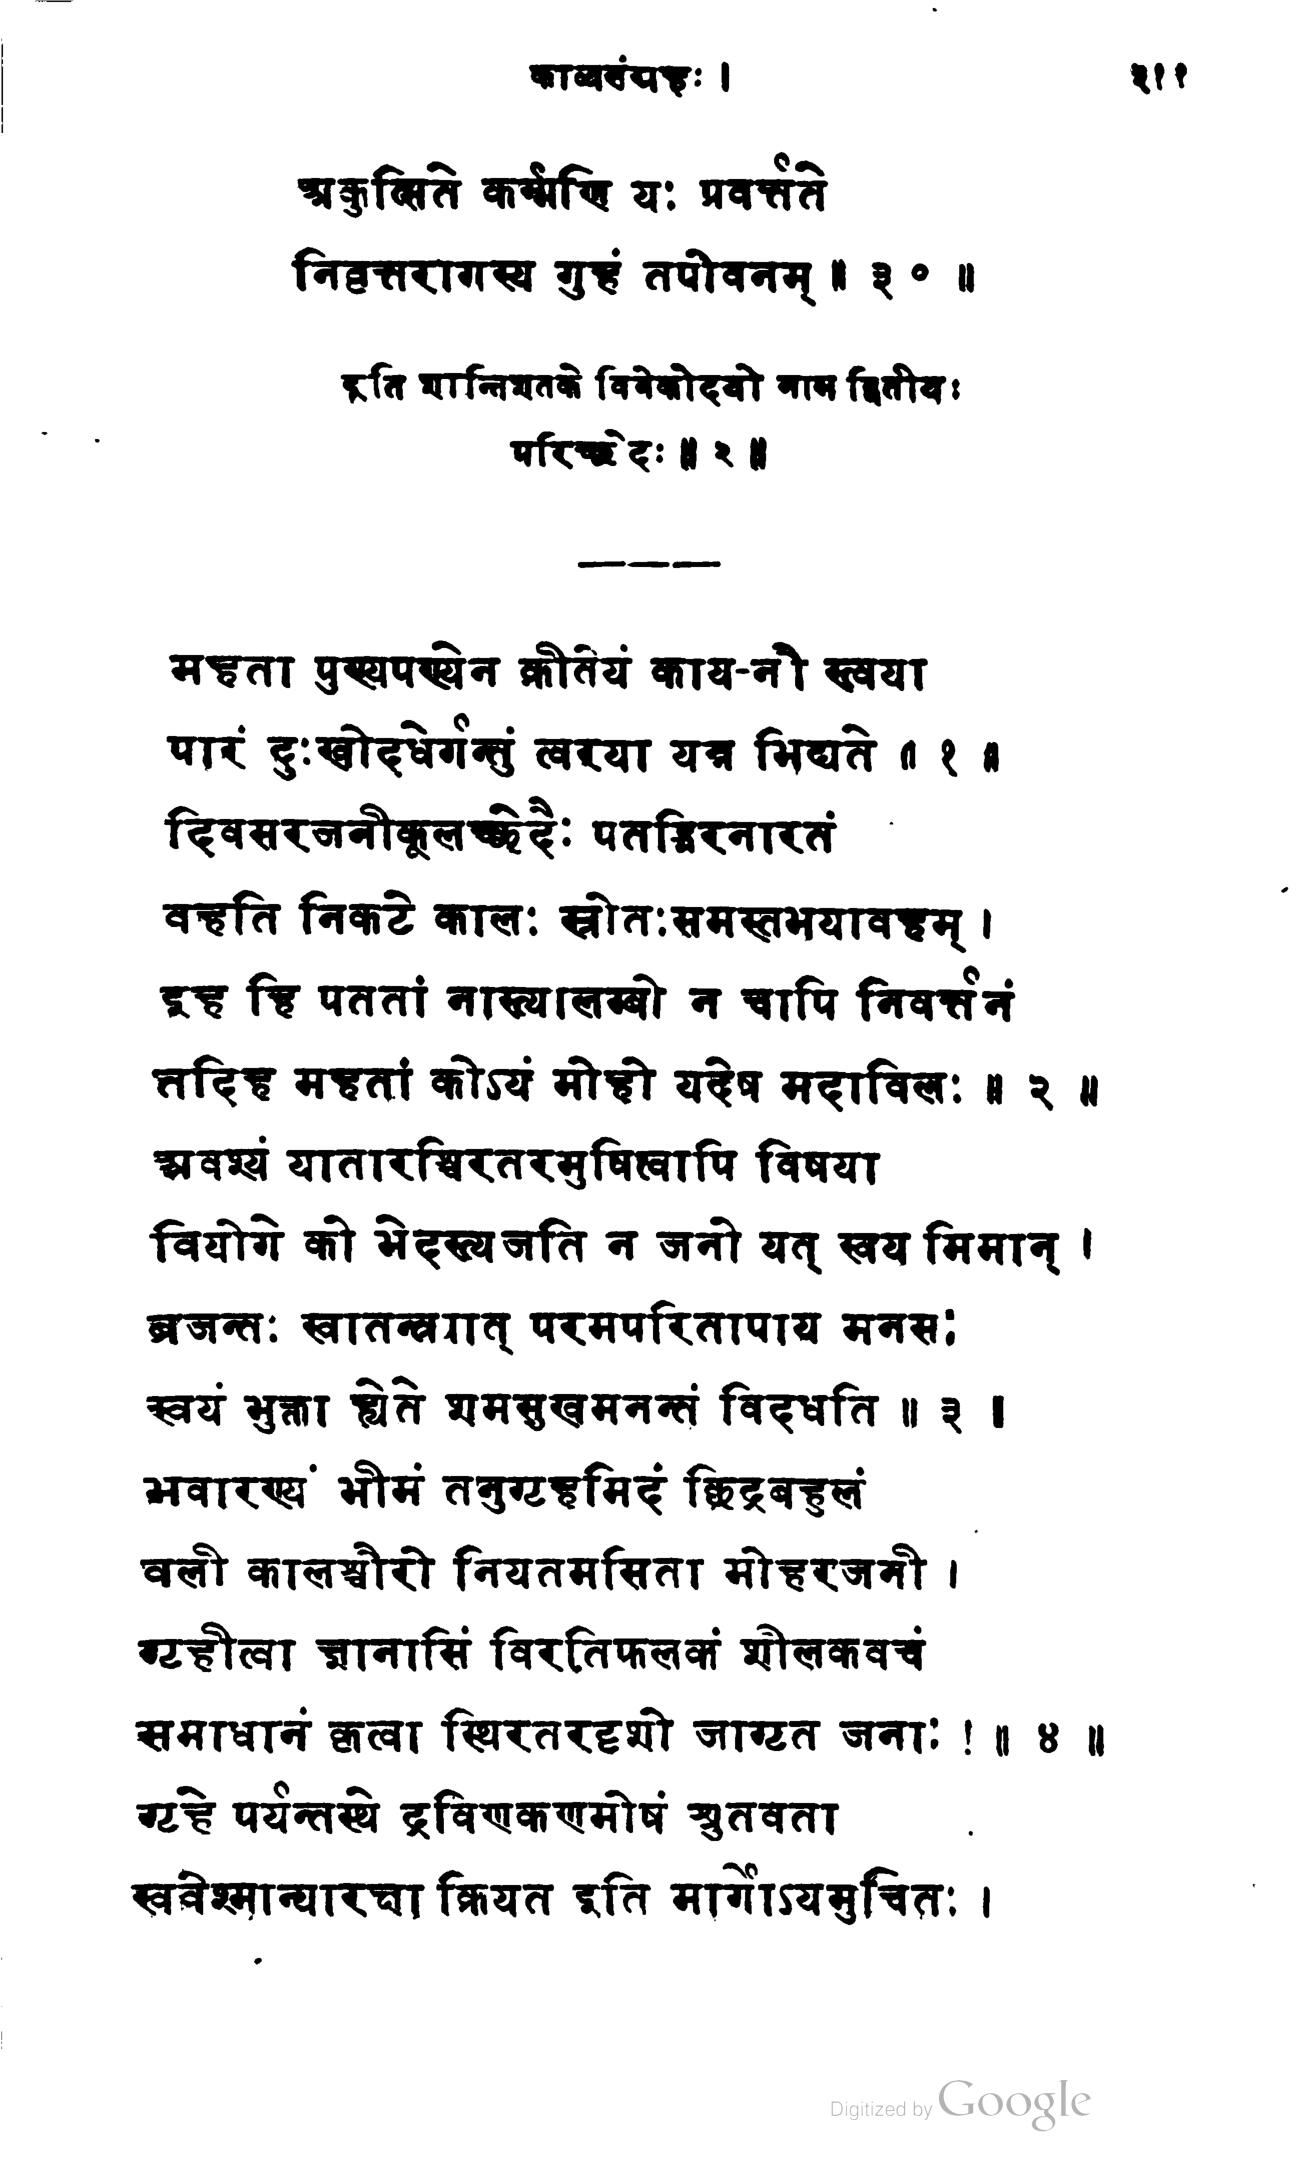 काव्यसंग्रहः । ३११
अकुत्सिते कर्म्मणि यः प्रवर्त्तते
निवृत्तरागस्य गृहं तपोवनम् ॥ ३० ॥
इति शान्तिशतके विवेकोदयो नाम द्वितीयः
परिच्छेदः ॥ २ ॥
महता पुण्यपण्येन क्रीतेयं काय-नौ स्त्वया
पारं दुःखोदधेर्गन्तुं त्वरया यन्न भिद्यते ॥ १ ॥
दिवसरजनीकूलच्छेदैः पतद्भिरनारतं
वहति निकटे कालः स्रोतःसमस्तभयावहम् ।
इह हि पततां नास्त्यालम्बो न चापि निवर्त्तनं
तदिह महतां कोऽयं मोहो यदेष मदाविलः ॥ २ ॥
अवश्यं यातारश्चिरतरमुषित्वापि विषया
वियोगे को भेदस्त्यजति न जनो यत् स्वय मिमान् ।
व्रजन्तः स्वातन्त्र्यात् परमपरितापाय मनसः
स्वयं भुक्ता ह्येते शमसुखमनन्तं विदधति ॥ ३ ॥
भवारण्यं भीमं तनुगृहमिदं छिद्रबहुलं
वली कालश्चौरो नियतमसिता मोहरजनी ।
गृहीत्वा ज्ञानासिं विरतिफलकं शीलकवचं
समाधानं कृत्वा स्थिरतरदृशो जागृत जनाः ! ॥ ४ ॥
गृहे पर्यन्तस्थे द्रविणकणमोषं श्रुतवता
स्ववेश्मान्यारक्षा क्रियत इति मार्गोऽयमुचितः ।
Digitized by Google